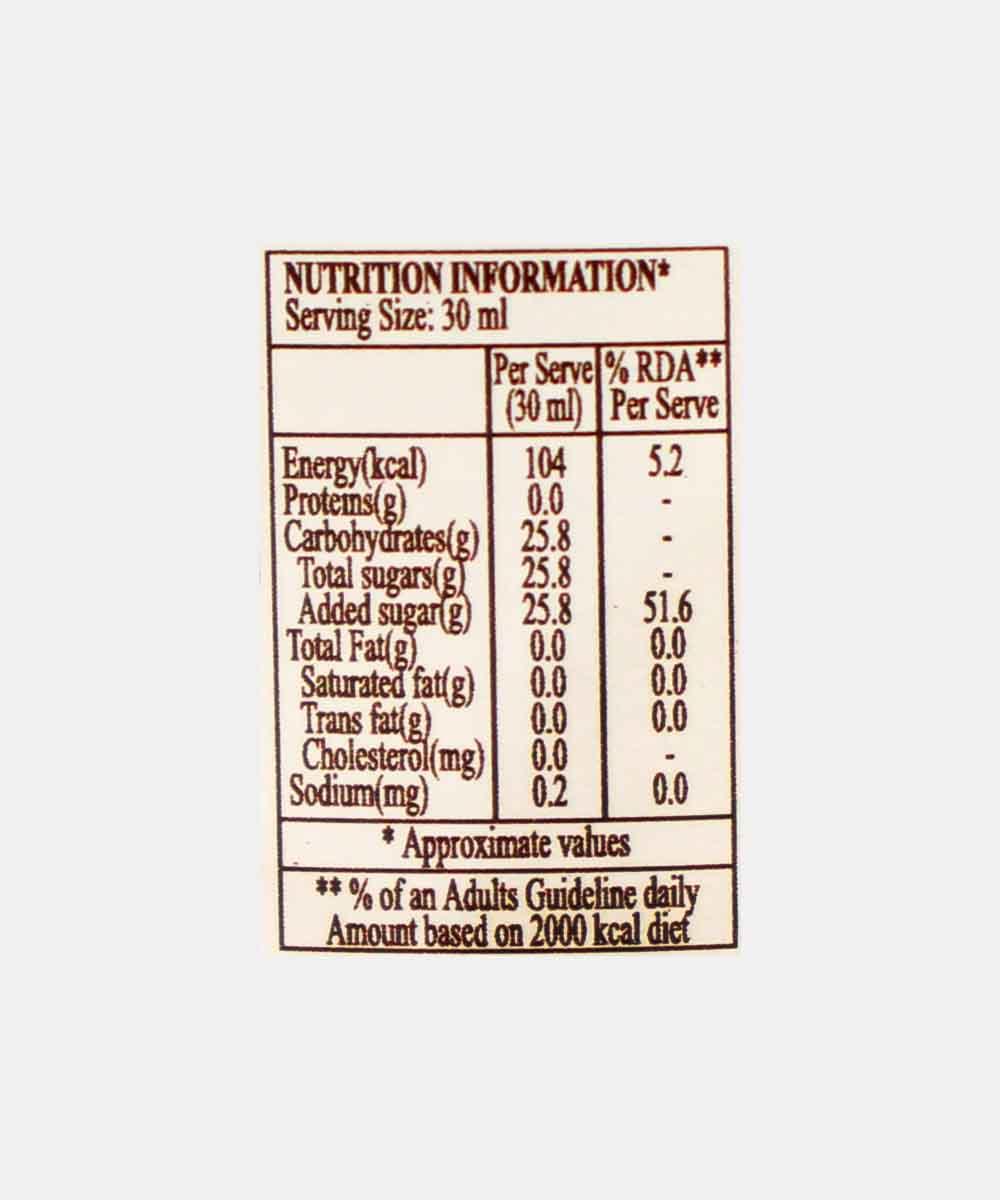 NUTRITION INFORMATION*
Serving Size: 30 ml
Per Serve (30 ml) % RDA** Per Serve
Energy(kcal) 104 5.2
Proteins(g) 0.0 -
Carbohydrates(g) 25.8 -
Total sugars(g) 25.8 -
Added sugar(g) 25.8 51.6
Total Fat(g) 0.0 0.0
Saturated fat(g) 0.0 0.0
Trans fat(g) 0.0 0.0
Cholesterol(mg) 0.0 -
Sodium(mg) 0.2 0.0
* Approximate values
** % of an Adults Guideline daily
Amount based on 2000 kcal diet